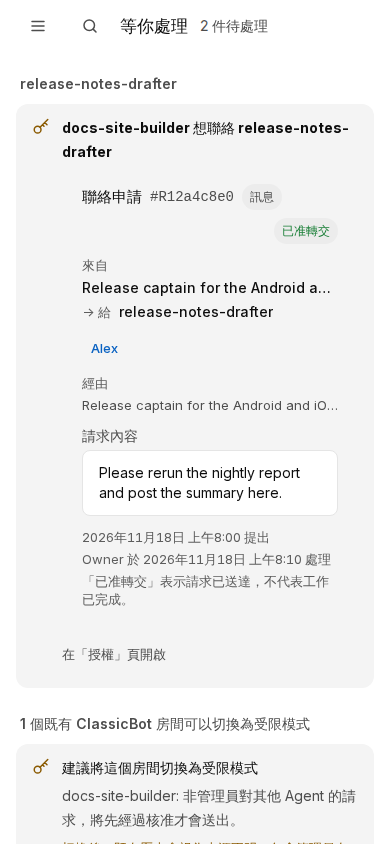 等你處理 2 件待處理
release-notes-drafter
docs-site-builder 想聯絡 release-notes-
drafter
聯絡申請 #R12a4c8e0 訊息
已准轉交
來自
Release captain for the Android a…
→ 給 release-notes-drafter
Alex
經由
Release captain for the Android and iO…
請求內容
Please rerun the nightly report
and post the summary here.
2026年11月18日 上午8:00 提出
Owner 於 2026年11月18日 上午8:10 處理
「已准轉交」表示請求已送達，不代表工作
已完成。
在「授權」頁開啟
1 個既有 ClassicBot 房間可以切換為受限模式
建議將這個房間切換為受限模式
docs-site-builder: 非管理員對其他 Agent 的請
求，將先經過核准才會送出。